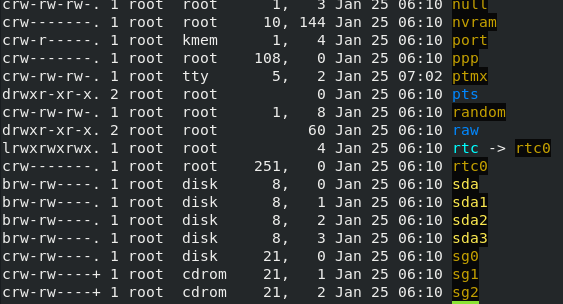 crw-rw-rw-. 1 root  root      1,   3 Jan 25 06:10 null
crw-------. 1 root  root     10, 144 Jan 25 06:10 nvram
crw-r-----. 1 root  kmem      1,   4 Jan 25 06:10 port
crw-------. 1 root  root    108,   0 Jan 25 06:10 ppp
crw-rw-rw-. 1 root  tty       5,   2 Jan 25 07:02 ptmx
drwxr-xr-x. 2 root  root           0 Jan 25 06:10 pts
crw-rw-rw-. 1 root  root      1,   8 Jan 25 06:10 random
drwxr-xr-x. 2 root  root          60 Jan 25 06:10 raw
lrwxrwxrwx. 1 root  root           4 Jan 25 06:10 rtc -> rtc0
crw-------. 1 root  root    251,   0 Jan 25 06:10 rtc0
brw-rw----. 1 root  disk      8,   0 Jan 25 06:10 sda
brw-rw----. 1 root  disk      8,   1 Jan 25 06:10 sda1
brw-rw----. 1 root  disk      8,   2 Jan 25 06:10 sda2
brw-rw----. 1 root  disk      8,   3 Jan 25 06:10 sda3
crw-rw----. 1 root  disk     21,   0 Jan 25 06:10 sg0
crw-rw----+ 1 root  cdrom    21,   1 Jan 25 06:10 sg1
crw-rw----+ 1 root  cdrom    21,   2 Jan 25 06:10 sg2